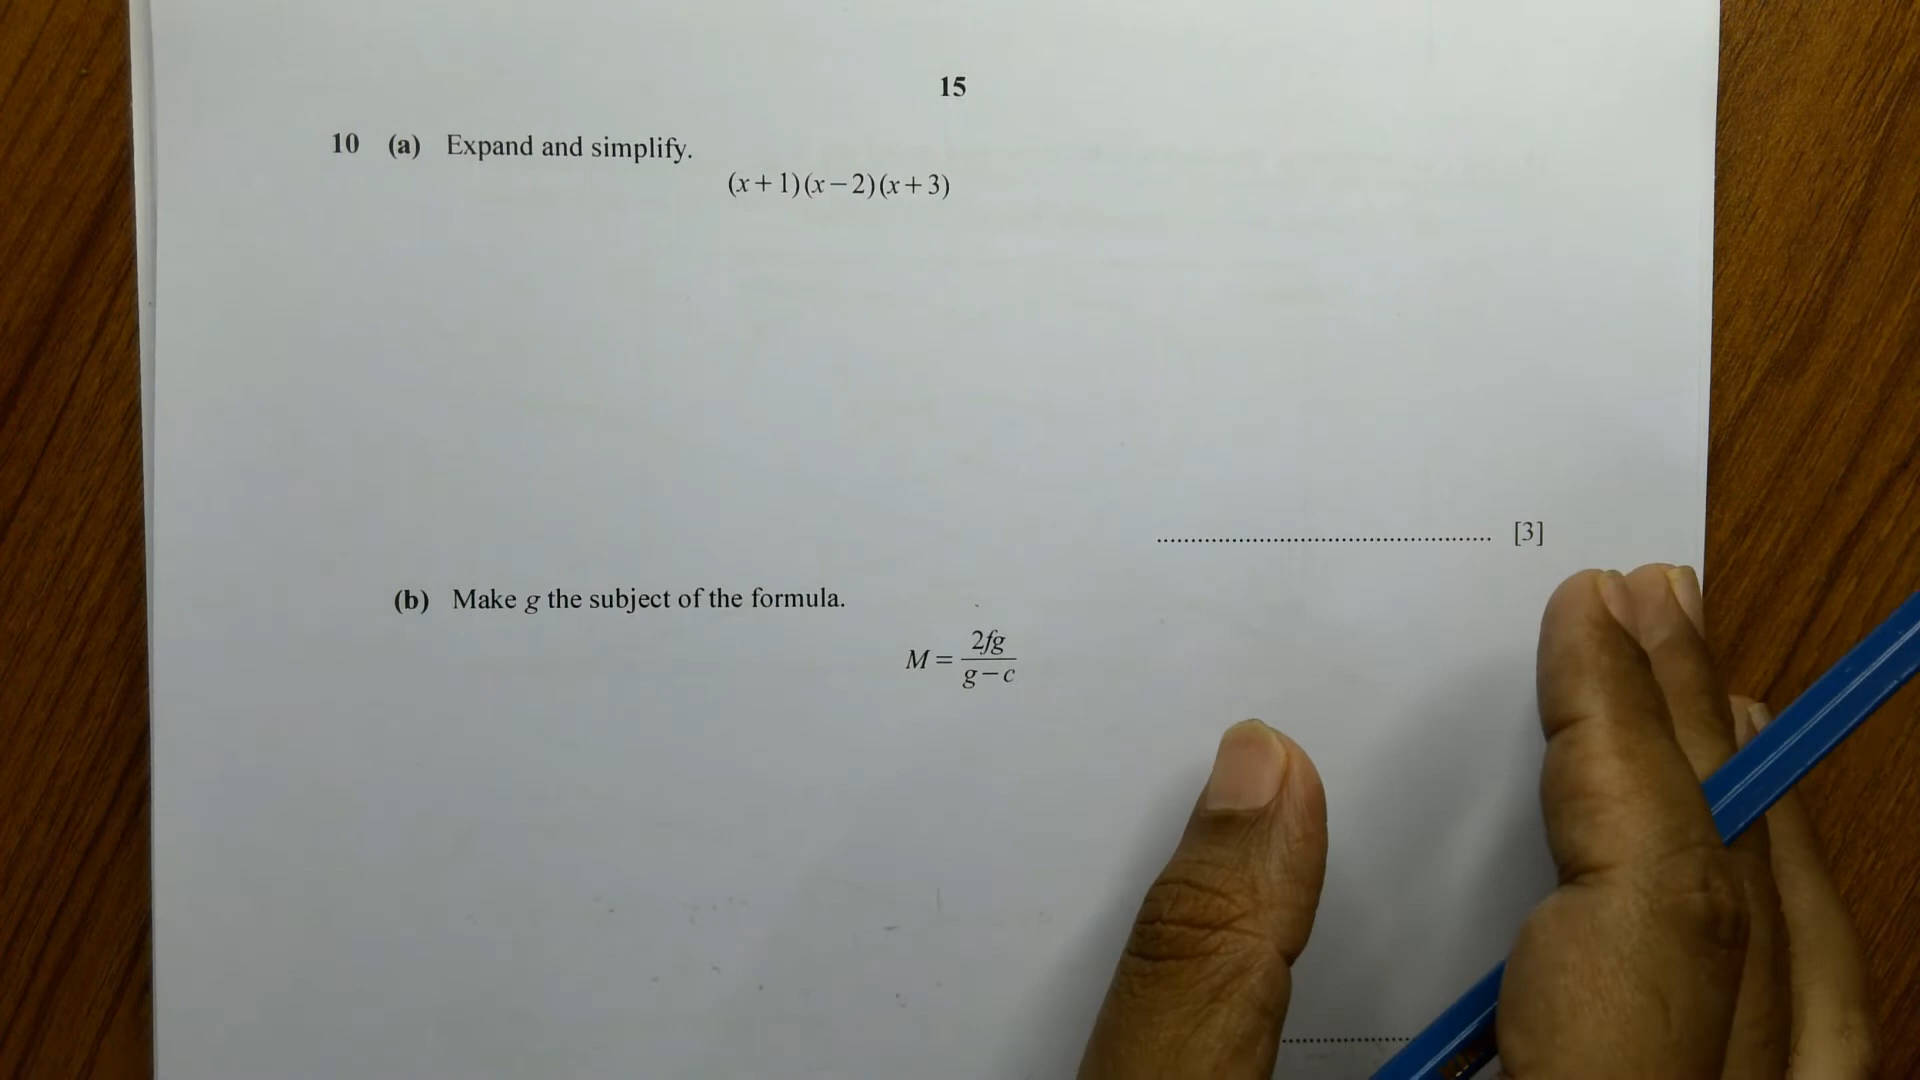 15
10 (a) Expand and simplify.
(x + 1)(x − 2)(x + 3)
................................................ [3]
(b) Make g the subject of the formula.
M = 2fg / g − c
...................